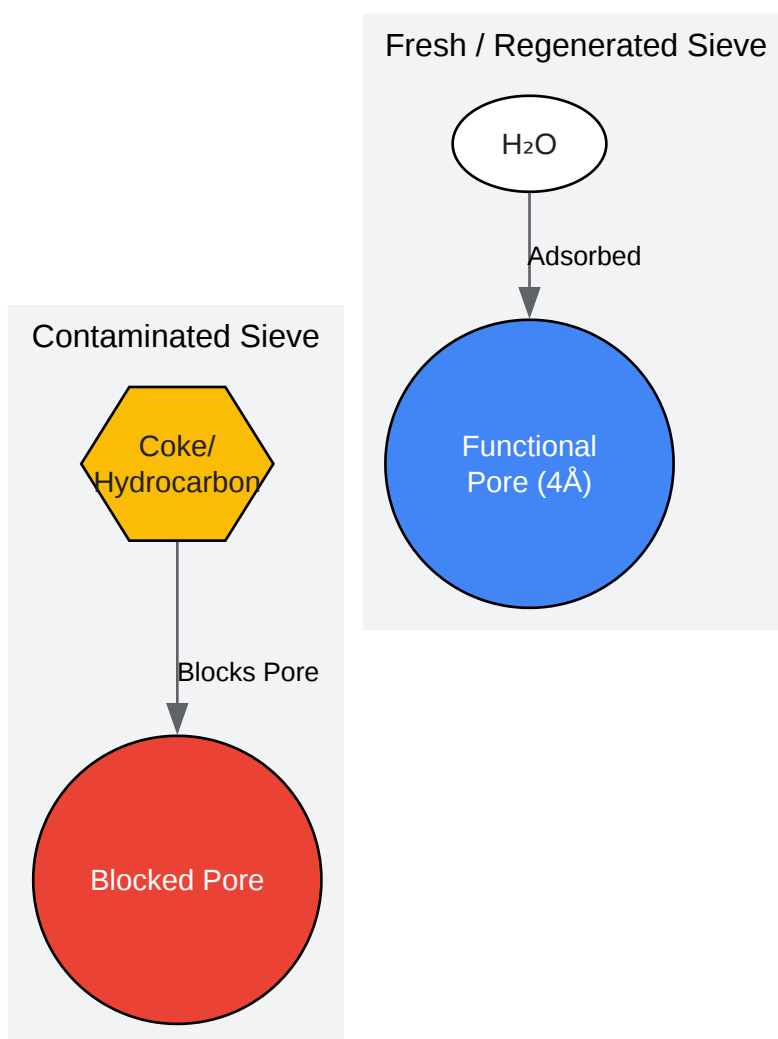 Fresh / Regenerated Sieve
H₂O
Adsorbed
Functional
Pore (4Å)
Contaminated Sieve
Coke/
Hydrocarbon
Blocks Pore
Blocked Pore